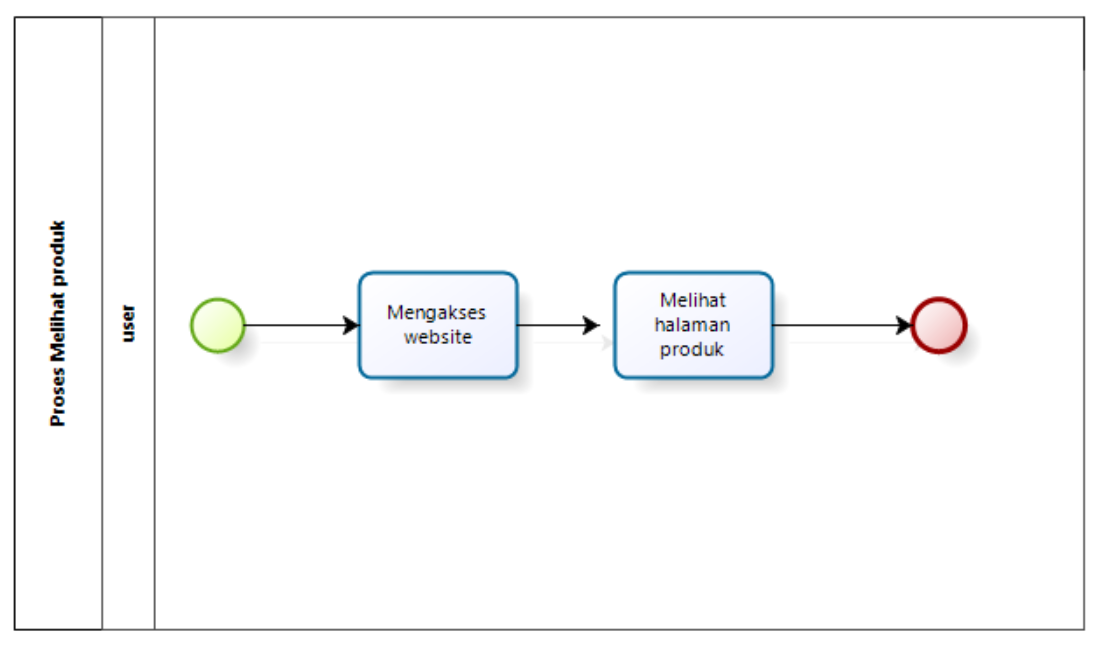 Proses Melihat produk
user
Mengakses
website
Melihat
halaman
produk